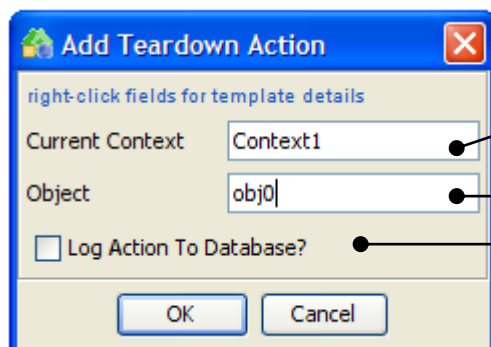 Add Teardown Action
right-click fields for template details
Current Context Context1
Object obj0
Log Action To Database?
OK Cancel